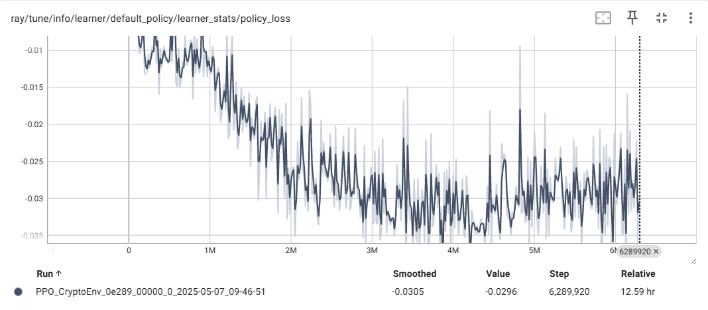 ray/tune/info/learner/default_policy/learner_stats/policy_loss
-0.01
-0.015
-0.02
-0.025
-0.03
-0.035
0 1M 2M 3M 4M 5M 6289920 ×
Run ↑ Smoothed Value Step Relative
PPO_CryptoEnv_0e289_00000_0_2025-05-07_09-46-51 -0.0305 -0.0296 6,289,920 12.59 hr